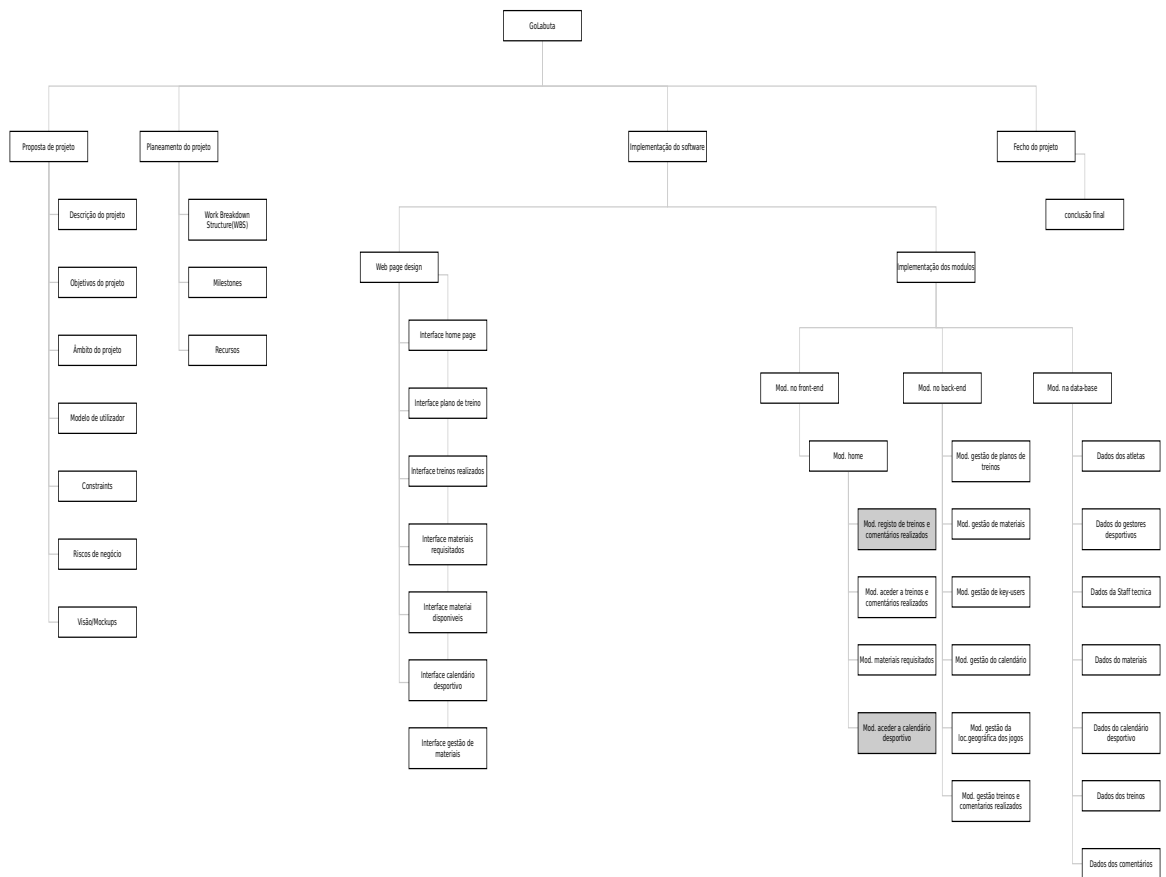 GoLabuta
Proposta de projeto
Planeamento do projeto
Implementação do software
Fecho do projeto
Descrição do projeto
Objetivos do projeto
Âmbito do projeto
Modelo de utilizador
Constraints
Riscos de negócio
Visão/Mockups
Work Breakdown
Structure(WBS)
Milestones
Recursos
Web page design
Interface home page
Interface plano de treino
Interface treinos realizados
Interface materiais
requisitados
Interface materiai
disponiveis
Interface calendário
desportivo
Interface gestão de
materiais
Implementação dos modulos
Mod. no front-end
Mod. home
Mod. registo de treinos e
comentários realizados
Mod. aceder a treinos e
comentários realizados
Mod. materiais requisitados
Mod. aceder a calendário
desportivo
Mod. no back-end
Mod. gestão de planos de
treinos
Mod. gestão de materiais
Mod. gestão de key-users
Mod. gestão do calendário
Mod. gestão da
loc.geográfica dos jogos
Mod. gestão treinos e
comentarios realizados
Mod. na data-base
Dados dos atletas
Dados do gestores
desportivos
Dados da Staff tecnica
Dados do materiais
Dados do calendário
desportivo
Dados dos treinos
Dados dos comentários
conclusão final